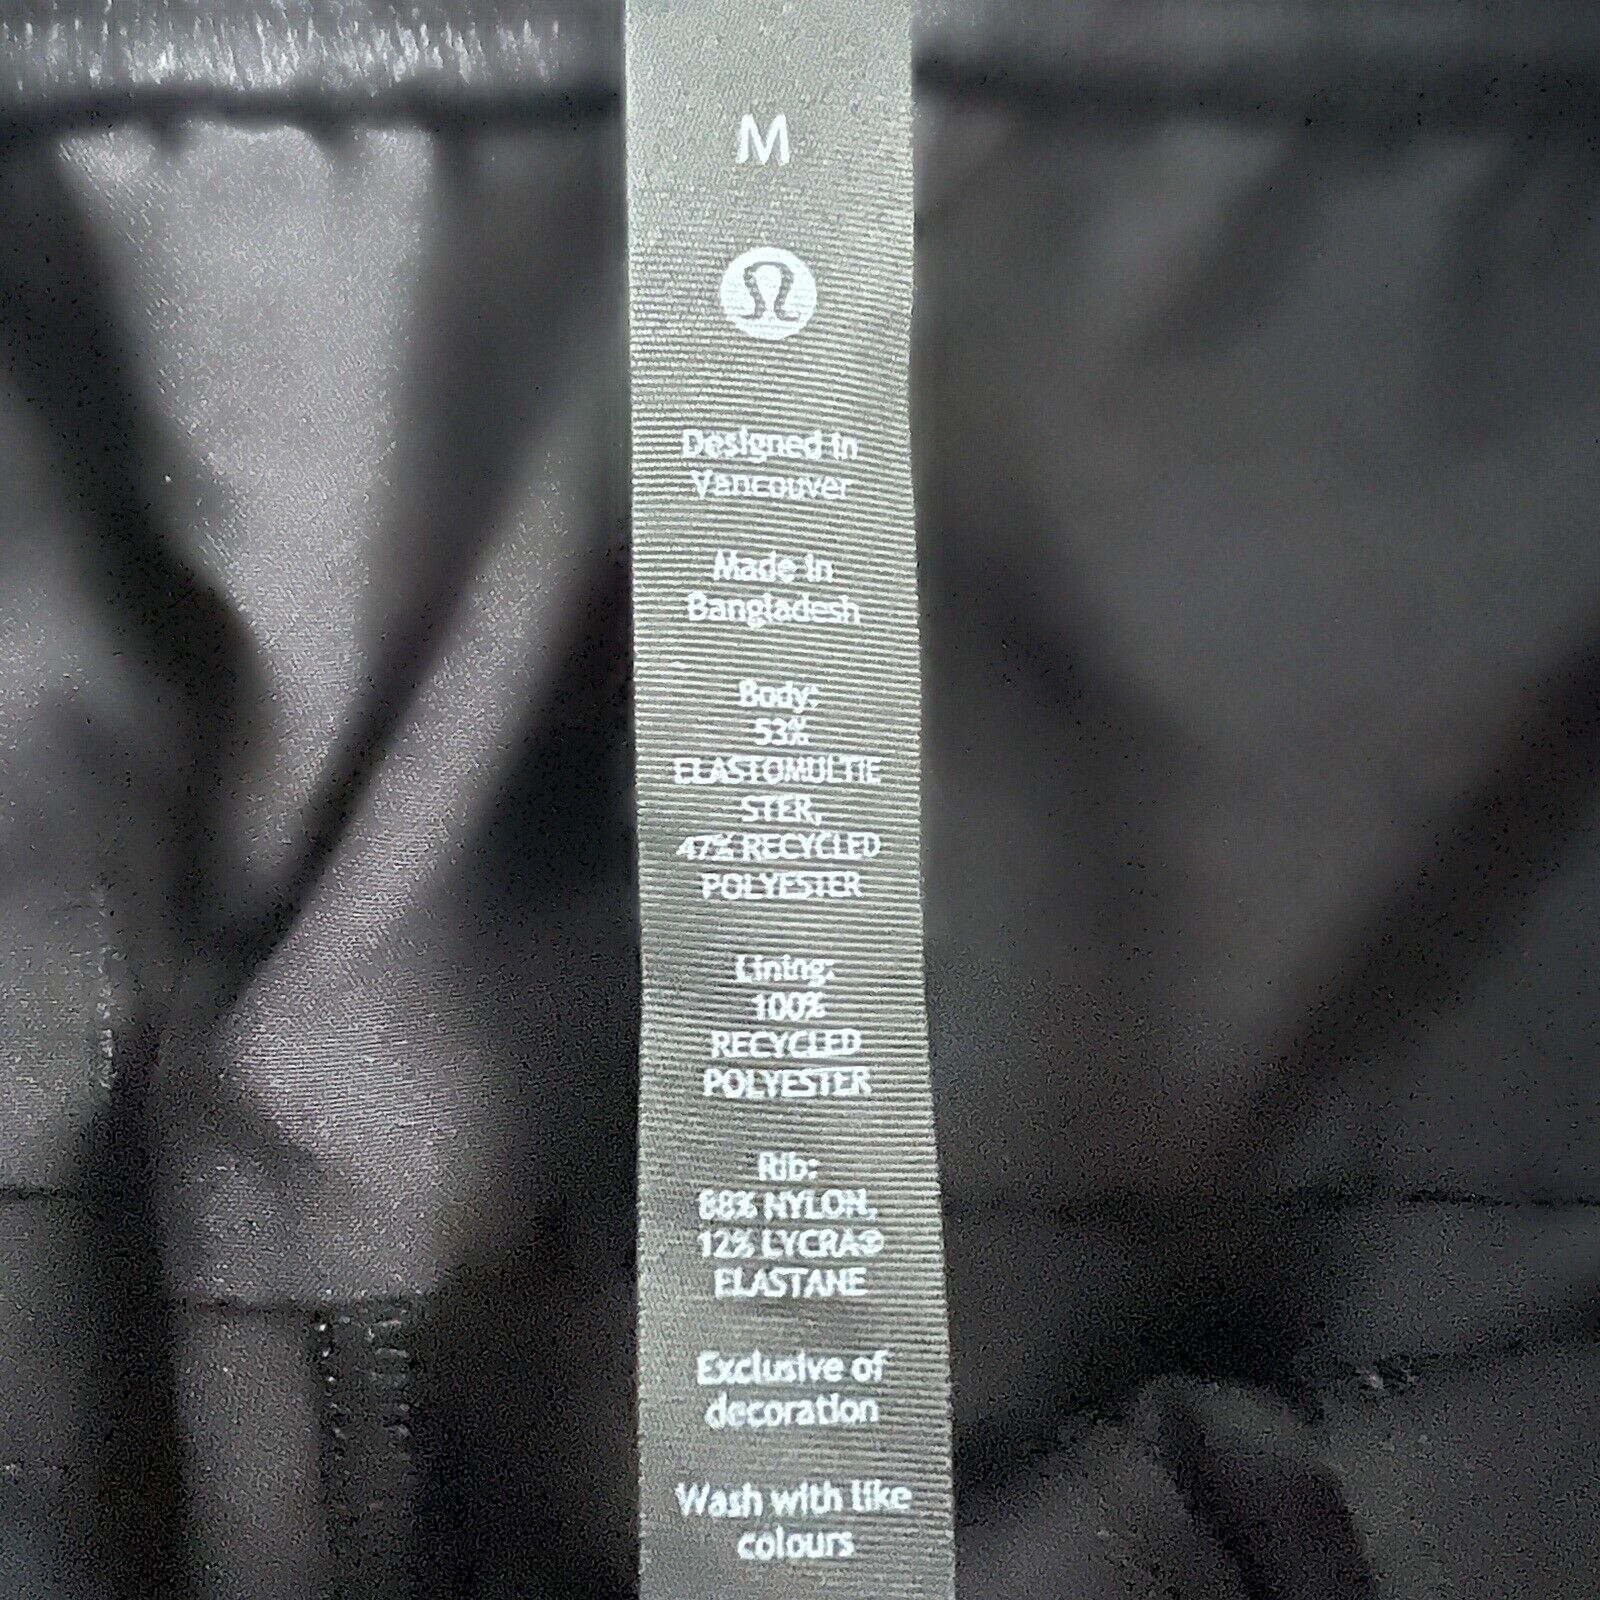 M
Designed in
Vancouver
Made in
Bangladesh
Body:
53%
ELASTOMULTIE
STER,
47% RECYCLED
POLYESTER
Lining:
100%
RECYCLED
POLYESTER
Rib:
88% NYLON,
12% LYCRA®
ELASTANE
Exclusive of
decoration
Wash with like
colours